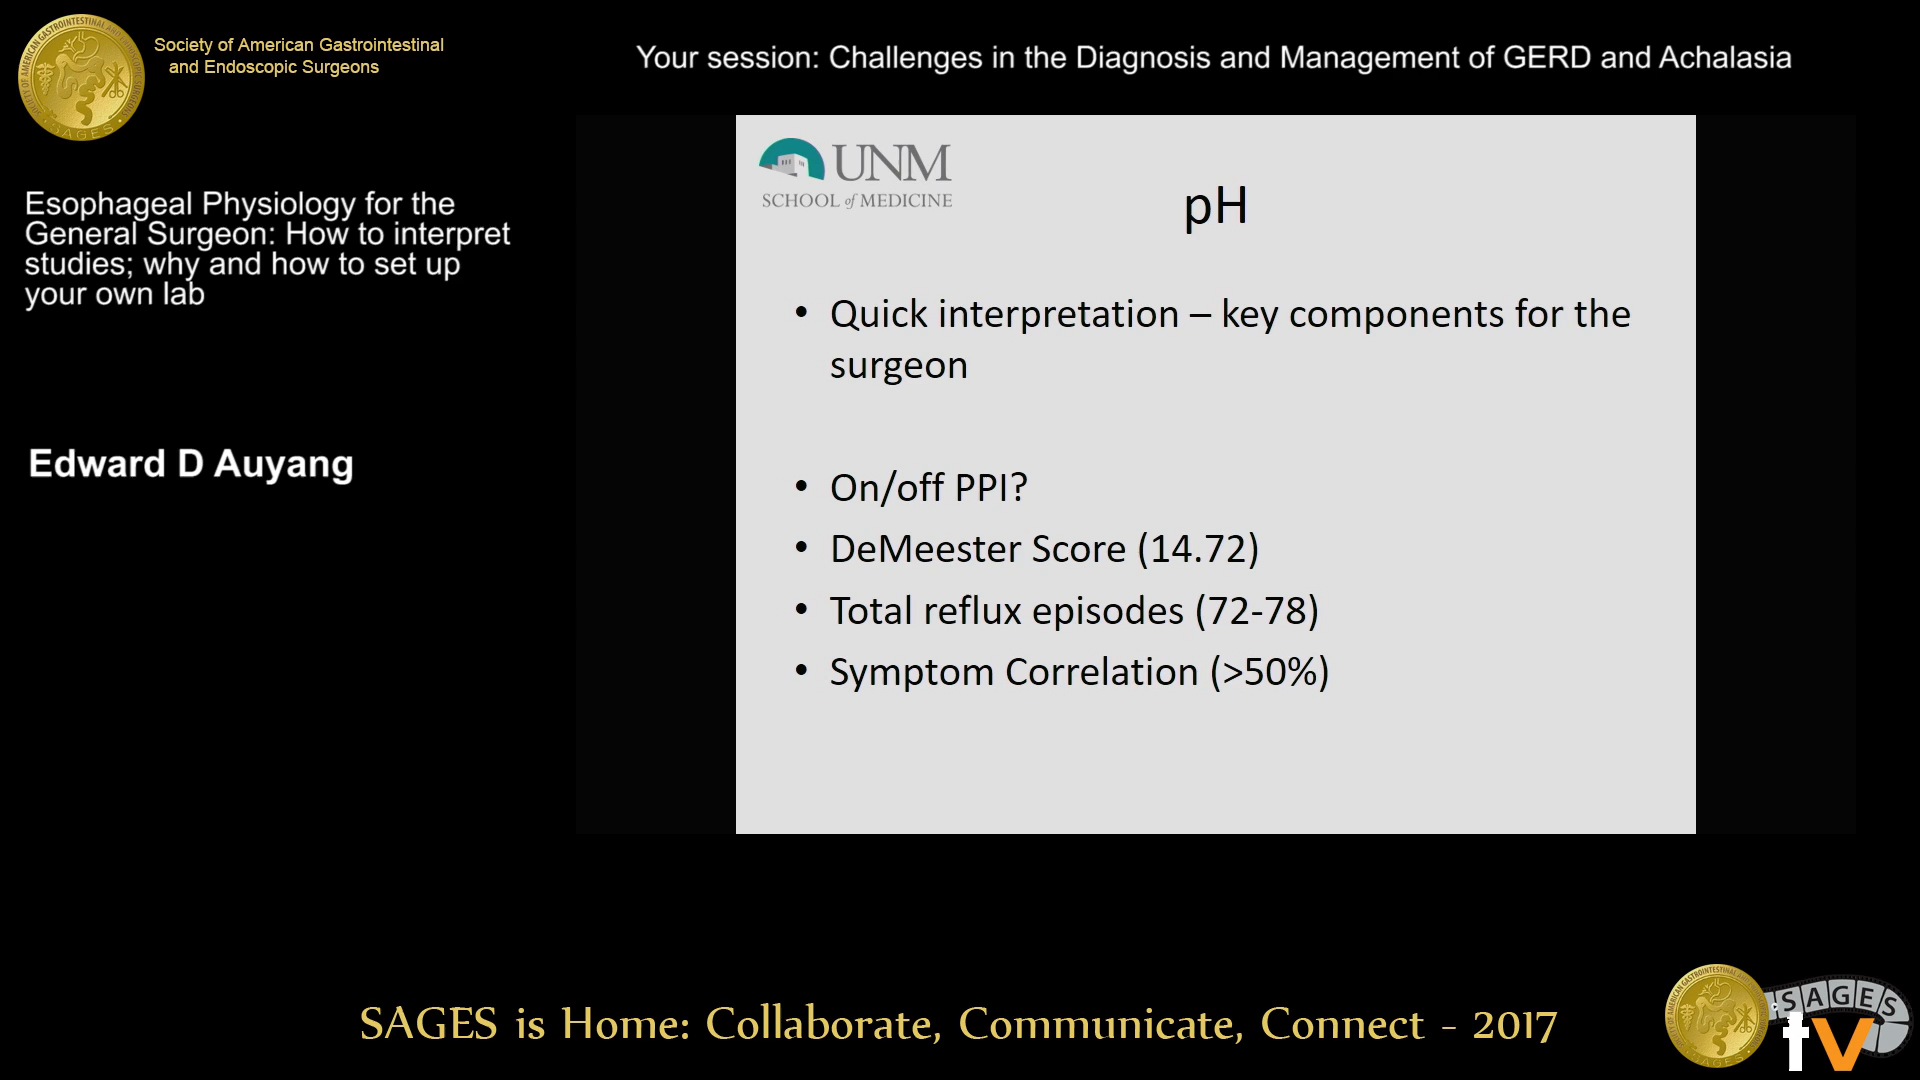 Society of American Gastrointestinal
and Endoscopic Surgeons
Your session: Challenges in the Diagnosis and Management of GERD and Achalasia
Esophageal Physiology for the
General Surgeon: How to interpret
studies; why and how to set up
your own lab
Edward D Auyang
UNM
SCHOOL of MEDICINE
pH
• Quick interpretation – key components for the
surgeon
• On/off PPI?
• DeMeester Score (14.72)
• Total reflux episodes (72-78)
• Symptom Correlation (>50%)
SAGES is Home: Collaborate, Communicate, Connect - 2017
SAGES
tV